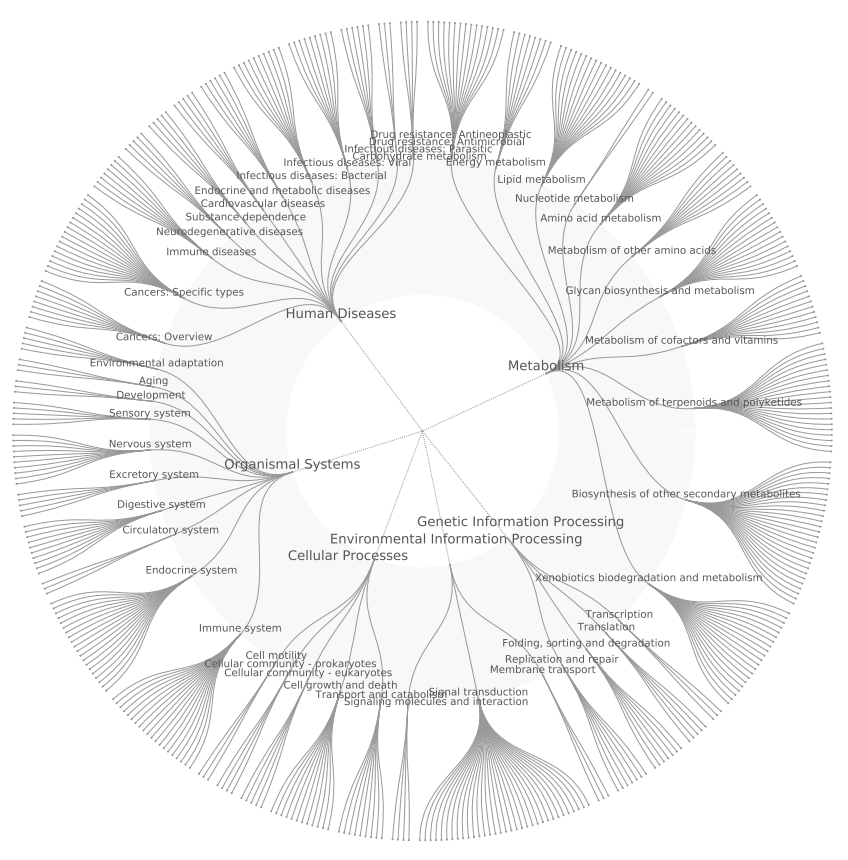 Drug resistance: Antineoplastic
Drug resistance: Antimicrobial
Infectious diseases: Parasitic
Carbohydrate metabolism
Infectious diseases: Viral
Energy metabolism
Infectious diseases: Bacterial
Lipid metabolism
Endocrine and metabolic diseases
Nucleotide metabolism
Cardiovascular diseases
Substance dependence
Amino acid metabolism
Neurodegenerative diseases
Immune diseases
Metabolism of other amino acids
Cancers: Specific types
Glycan biosynthesis and metabolism
Human Diseases
Cancers: Overview
Metabolism of cofactors and vitamins
Environmental adaptation
Metabolism
Aging
Development
Metabolism of terpenoids and polyketides
Sensory system
Nervous system
Organismal Systems
Excretory system
Biosynthesis of other secondary metabolites
Digestive system
Genetic Information Processing
Circulatory system
Environmental Information Processing
Cellular Processes
Endocrine system
Xenobiotics biodegradation and metabolism
Transcription
Immune system
Translation
Folding, sorting and degradation
Cell motility
Replication and repair
Cellular community - prokaryotes
Membrane transport
Cellular community - eukaryotes
Cell growth and death
Signal transduction
Transport and catabolism
Signaling molecules and interaction